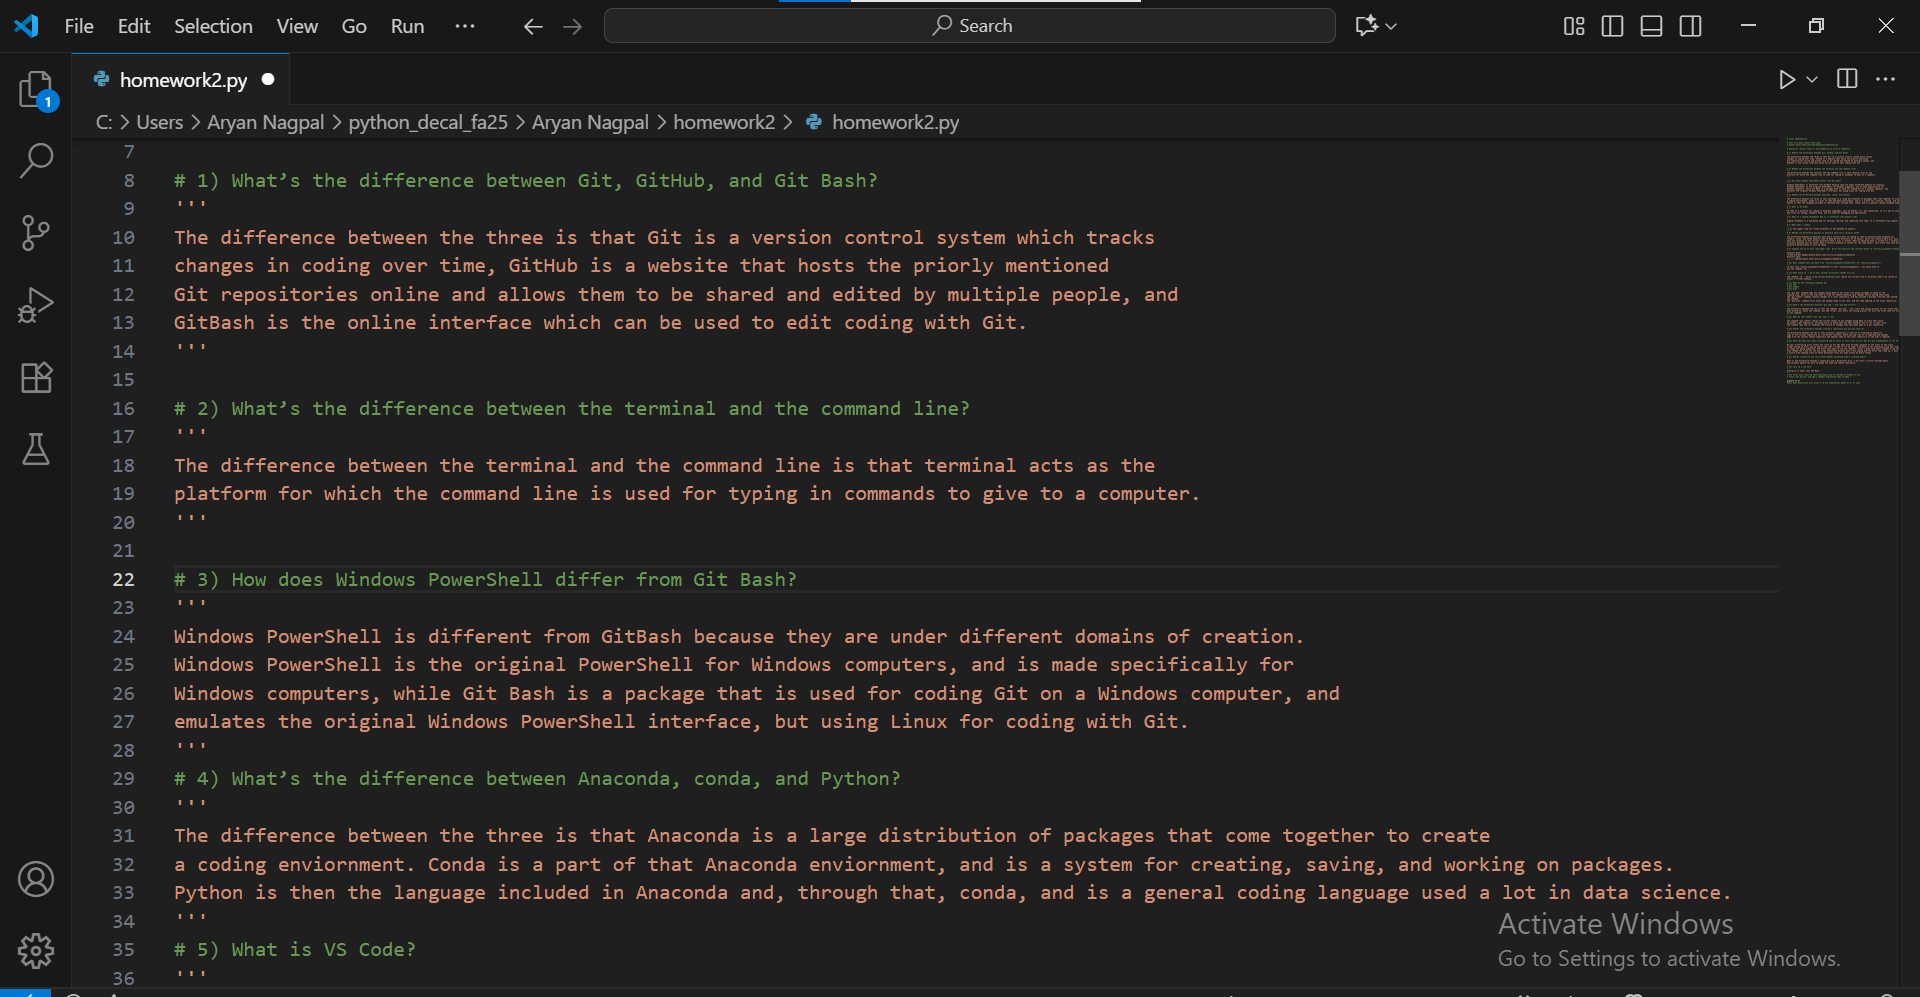 File Edit Selection View Go Run ··· Search
homework2.py
1
C: > Users > Aryan Nagpal > python_decal_fa25 > Aryan Nagpal > homework2 > homework2.py
7
8 # 1) What’s the difference between Git, GitHub, and Git Bash?
9 '''
10 The difference between the three is that Git is a version control system which tracks
11 changes in coding over time, GitHub is a website that hosts the priorly mentioned
12 Git repositories online and allows them to be shared and edited by multiple people, and
13 GitBash is the online interface which can be used to edit coding with Git.
14 '''
15
16 # 2) What’s the difference between the terminal and the command line?
17 '''
18 The difference between the terminal and the command line is that terminal acts as the
19 platform for which the command line is used for typing in commands to give to a computer.
20 '''
21
22 # 3) How does Windows PowerShell differ from Git Bash?
23 '''
24 Windows PowerShell is different from GitBash because they are under different domains of creation.
25 Windows PowerShell is the original PowerShell for Windows computers, and is made specifically for
26 Windows computers, while Git Bash is a package that is used for coding Git on a Windows computer, and
27 emulates the original Windows PowerShell interface, but using Linux for coding with Git.
28 '''
29 # 4) What’s the difference between Anaconda, conda, and Python?
30 '''
31 The difference between the three is that Anaconda is a large distribution of packages that come together to create
32 a coding enviornment. Conda is a part of that Anaconda enviornment, and is a system for creating, saving, and working on packages.
33 Python is then the language included in Anaconda and, through that, conda, and is a general coding language used a lot in data science.
34 '''
35 # 5) What is VS Code?
36 '''
Activate Windows
Go to Settings to activate Windows.